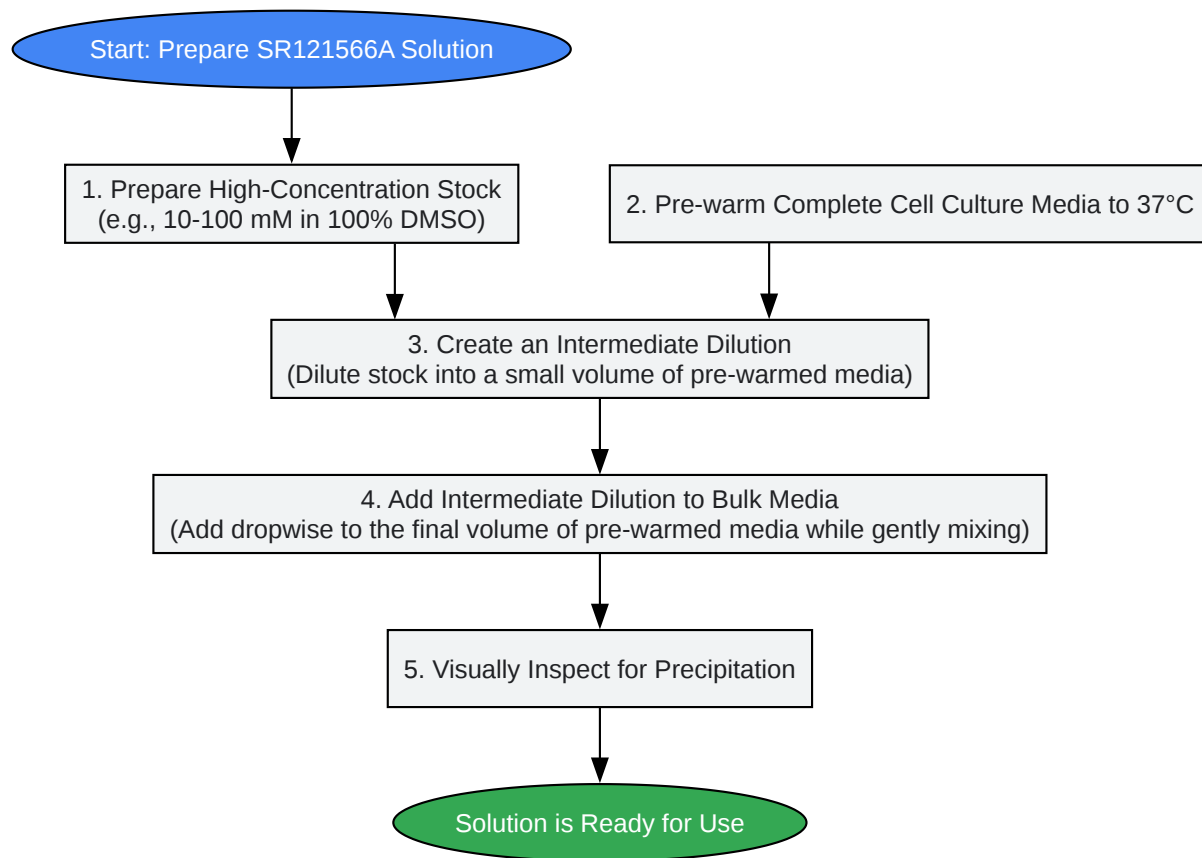 Start: Prepare SR121566A Solution
1. Prepare High-Concentration Stock
(e.g., 10-100 mM in 100% DMSO)
2. Pre-warm Complete Cell Culture Media to 37°C
3. Create an Intermediate Dilution
(Dilute stock into a small volume of pre-warmed media)
4. Add Intermediate Dilution to Bulk Media
(Add dropwise to the final volume of pre-warmed media while gently mixing)
5. Visually Inspect for Precipitation
Solution is Ready for Use